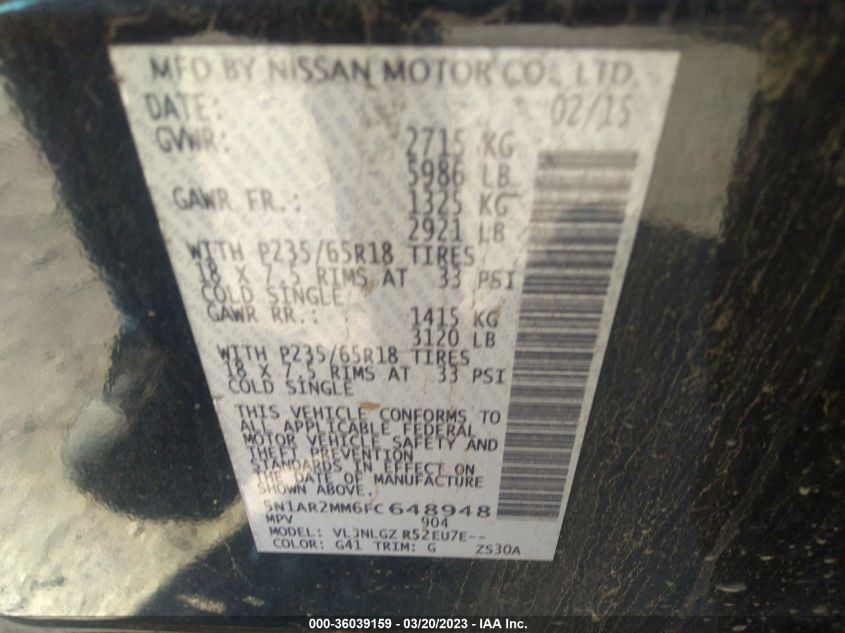 MFD BY NISSAN MOTOR CO., LTD.
DATE: 02/15
GVWR: 2715 KG
5986 LB
GAWR FR.: 1325 KG
2921 LB
WITH P235/65R18 TIRES
18 X 7.5 RIMS AT 33 PSI
COLD SINGLE
GAWR RR.: 1415 KG
3120 LB
WITH P235/65R18 TIRES
18 X 7.5 RIMS AT 33 PSI
COLD SINGLE
THIS VEHICLE CONFORMS TO
ALL APPLICABLE FEDERAL
MOTOR VEHICLE SAFETY AND
THEFT PREVENTION
STANDARDS IN EFFECT ON
THE DATE OF MANUFACTURE
SHOWN ABOVE.
5N1AR2MM6FC648948
MPV 904
MODEL: VLJNLGZ R52EU7E--
COLOR: G41 TRIM: G ZS30A
000-36039159 - 03/20/2023 - IAA Inc.